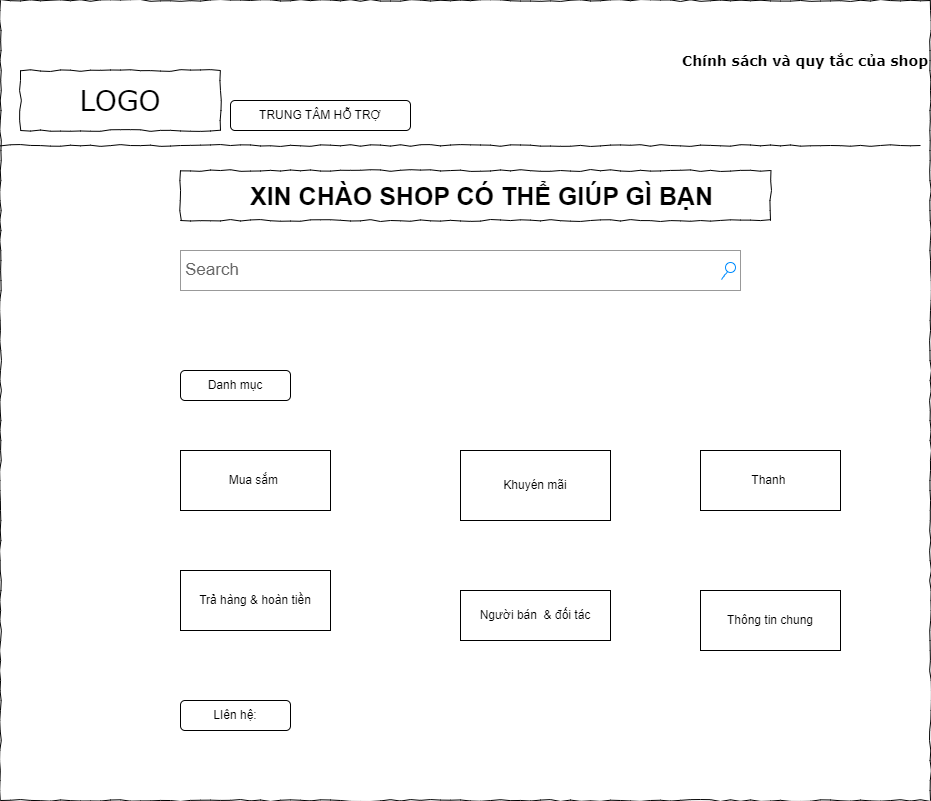 Chính sách và quy tắc của shop
LOGO
TRUNG TÂM HỖ TRỢ
XIN CHÀO SHOP CÓ THỂ GIÚP GÌ BẠN
Search
Danh mục
Mua sắm
Khuyén mãi
Thanh
Trả hàng & hoàn tiền
Người bán & đối tác
Thông tin chung
LIên hệ: